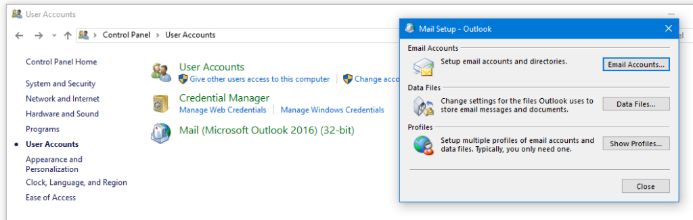 User Accounts
Control Panel > User Accounts
Control Panel Home
System and Security
Network and Internet
Hardware and Sound
Programs
User Accounts
Appearance and
Personalization
Clock, Language, and Region
Ease of Access
User Accounts
Give other users access to this computer
Change acco
Credential Manager
Manage Web Credentials
Manage Windows Credentials
Mail (Microsoft Outlook 2016) (32-bit)
Mail Setup - Outlook
Email Accounts
Setup email accounts and directories.
Email Accounts...
Data Files
Change settings for the files Outlook uses to
store email messages and documents.
Data Files...
Profiles
Setup multiple profiles of email accounts and
data files. Typically, you only need one.
Show Profiles...
Close